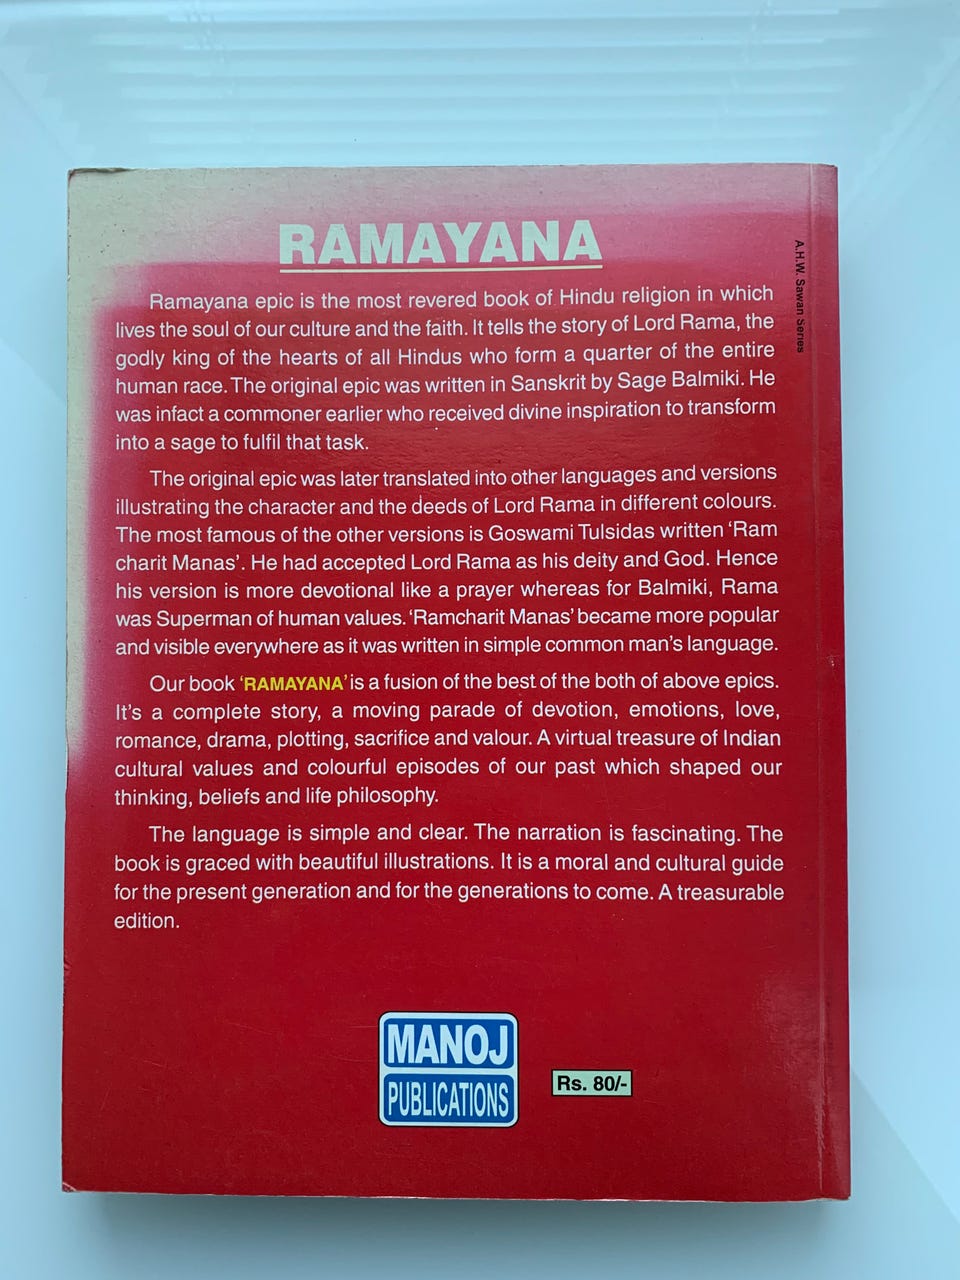 RAMAYANA
Ramayana epic is the most revered book of Hindu religion in which
lives the soul of our culture and the faith. It tells the story of Lord Rama, the
godly king of the hearts of all Hindus who form a quarter of the entire
human race. The original epic was written in Sanskrit by Sage Balmiki. He
was infact a commoner earlier who received divine inspiration to transform
into a sage to fulfil that task.
The original epic was later translated into other languages and versions
illustrating the character and the deeds of Lord Rama in different colours.
The most famous of the other versions is Goswami Tulsidas written ‘Ram
charit Manas’. He had accepted Lord Rama as his deity and God. Hence
his version is more devotional like a prayer whereas for Balmiki, Rama
was Superman of human values. ‘Ramcharit Manas’ became more popular
and visible everywhere as it was written in simple common man’s language.
Our book ‘RAMAYANA’ is a fusion of the best of the both of above epics.
It’s a complete story, a moving parade of devotion, emotions, love,
romance, drama, plotting, sacrifice and valour. A virtual treasure of Indian
cultural values and colourful episodes of our past which shaped our
thinking, beliefs and life philosophy.
The language is simple and clear. The narration is fascinating. The
book is graced with beautiful illustrations. It is a moral and cultural guide
for the present generation and for the generations to come. A treasurable
edition.
MANOJ
PUBLICATIONS
Rs. 80/-
A.H.W. Sawan Series